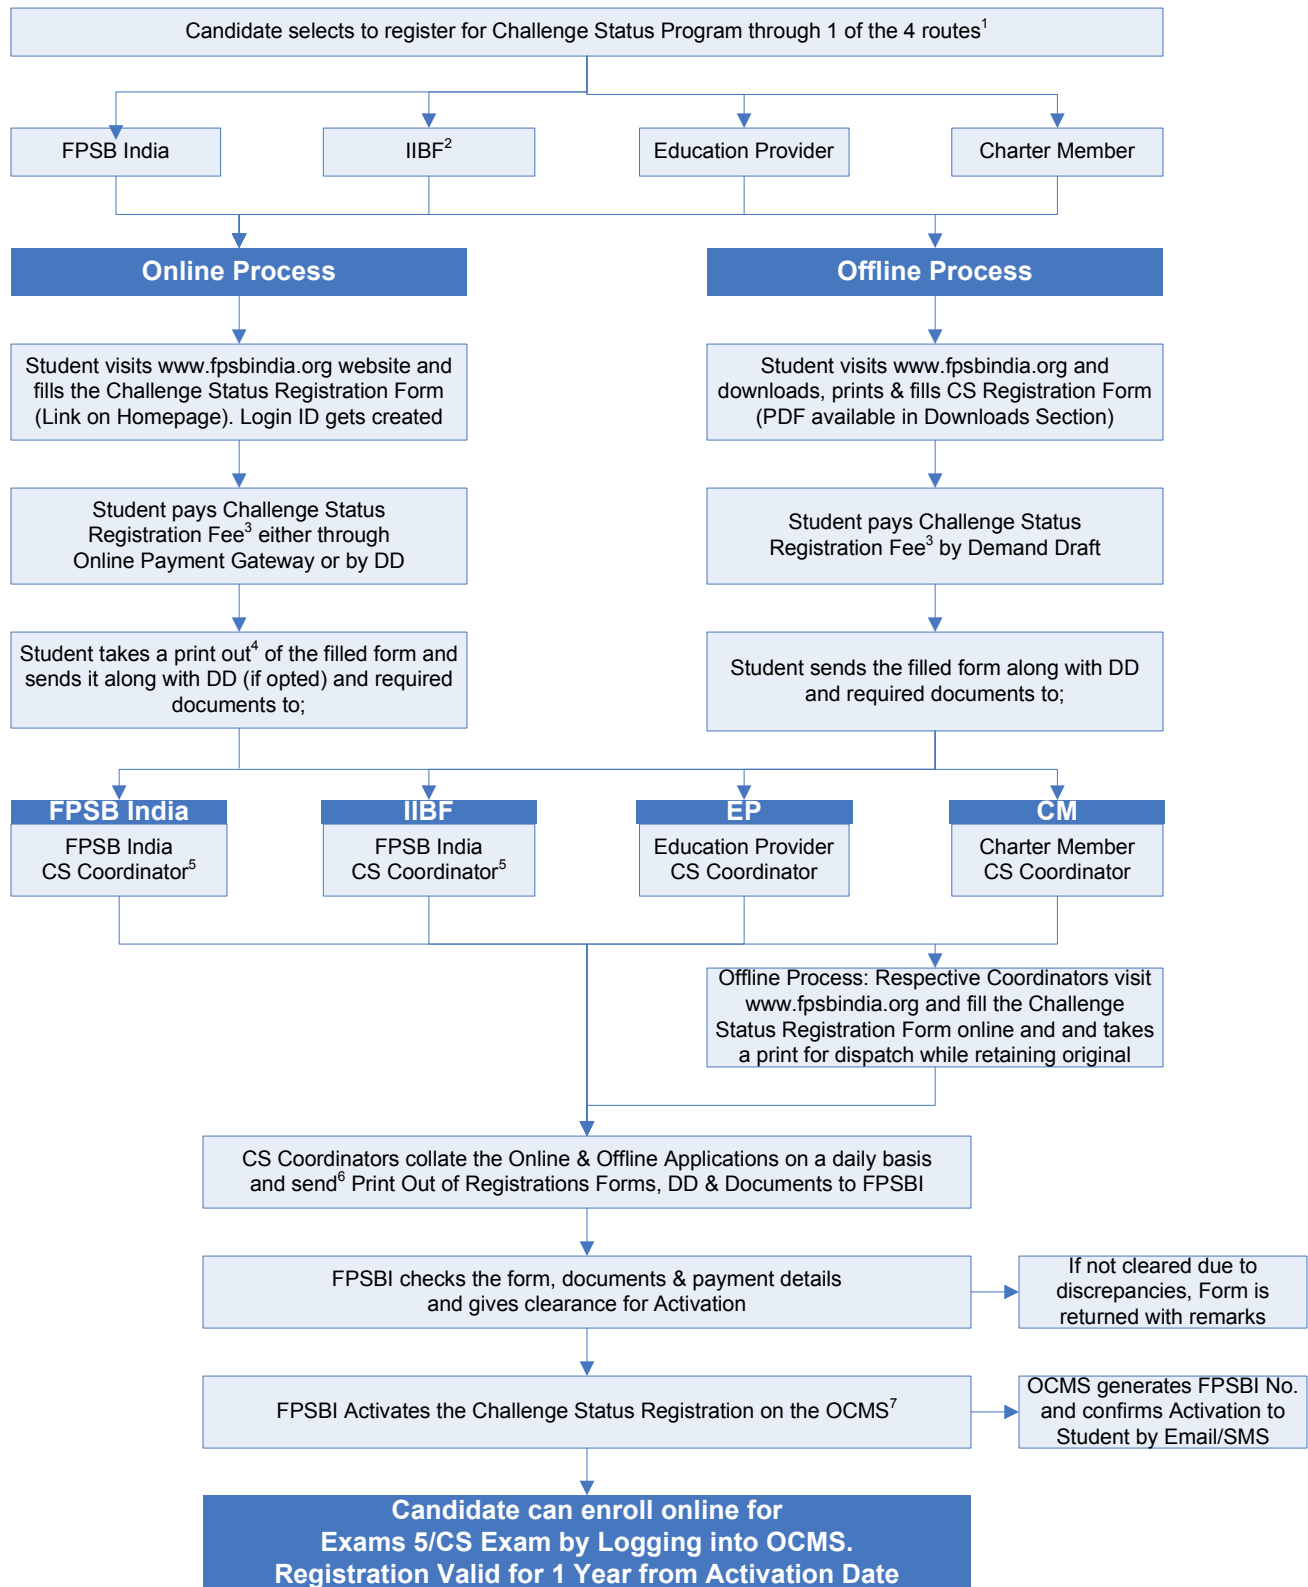 Candidate selects to register for Challenge Status Program through 1 of the 4 routes1
FPSB India
IIBF2
Education Provider
Charter Member
Online Process
Offline Process
Student visits www.fpsbindia.org website and
fills the Challenge Status Registration Form
(Link on Homepage). Login ID gets created
Student visits www.fpsbindia.org and
downloads, prints & fills CS Registration Form
(PDF available in Downloads Section)
Student pays Challenge Status
Registration Fee3 either through
Online Payment Gateway or by DD
Student pays Challenge Status
Registration Fee3 by Demand Draft
Student takes a print out4 of the filled form and
sends it along with DD (if opted) and required
documents to;
Student sends the filled form along with DD
and required documents to;
FPSB India
FPSB India
CS Coordinator5
IIBF
FPSB India
CS Coordinator5
EP
Education Provider
CS Coordinator
CM
Charter Member
CS Coordinator
Offline Process: Respective Coordinators visit
www.fpsbindia.org and fill the Challenge
Status Registration Form online and and takes
a print for dispatch while retaining original
CS Coordinators collate the Online & Offline Applications on a daily basis
and send6 Print Out of Registrations Forms, DD & Documents to FPSBI
FPSBI checks the form, documents & payment details
and gives clearance for Activation
If not cleared due to
discrepancies, Form is
returned with remarks
FPSBI Activates the Challenge Status Registration on the OCMS7
OCMS generates FPSBI No.
and confirms Activation to
Student by Email/SMS
Candidate can enroll online for
Exams 5/CS Exam by Logging into OCMS.
Registration Valid for 1 Year from Activation Date